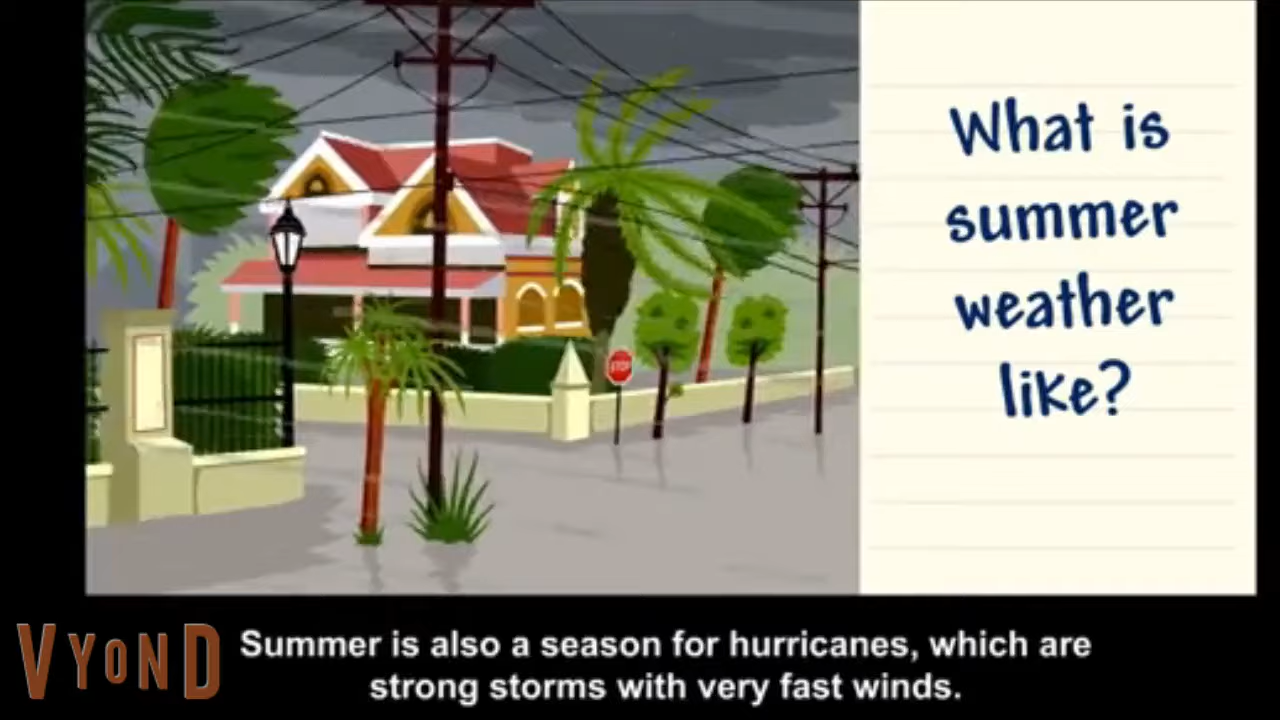 What is
summer
weather
like?
STOP
VYOND
Summer is also a season for hurricanes, which are
strong storms with very fast winds.